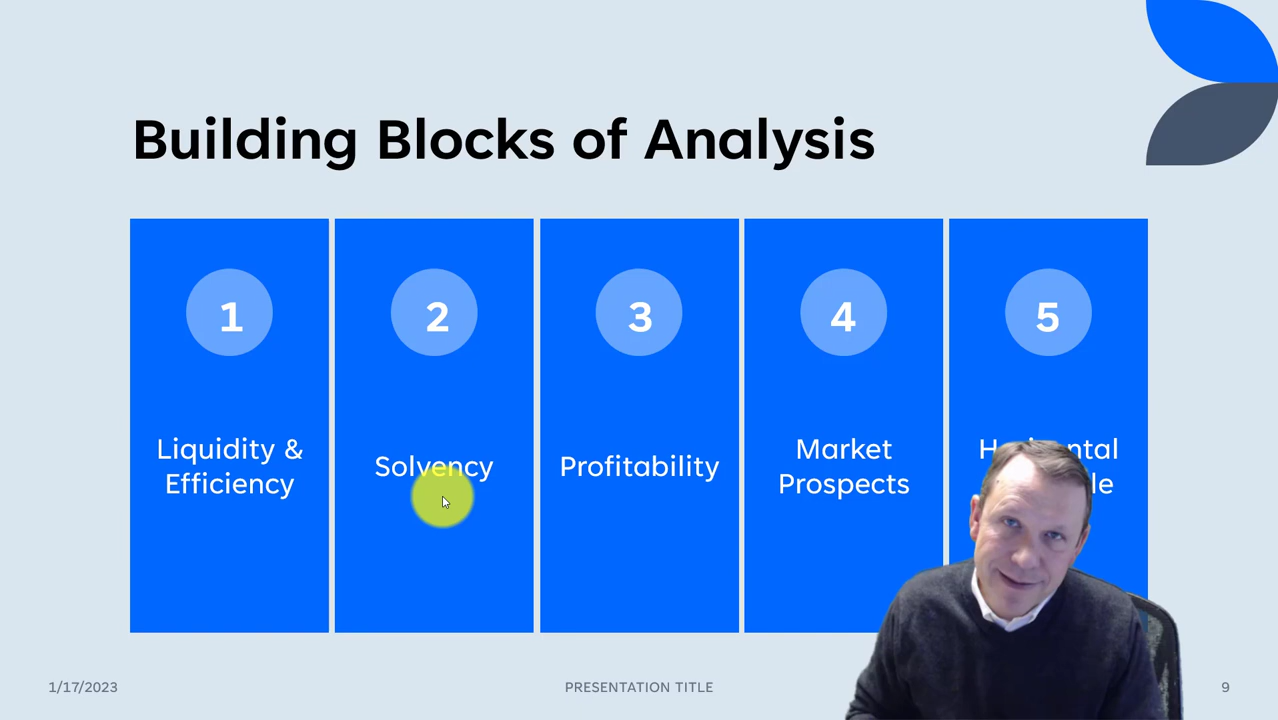 Building Blocks of Analysis
1
2
3
4
5
Liquidity &
Efficiency
Solvency
Profitability
Market
Prospects
1/17/2023
PRESENTATION TITLE
9